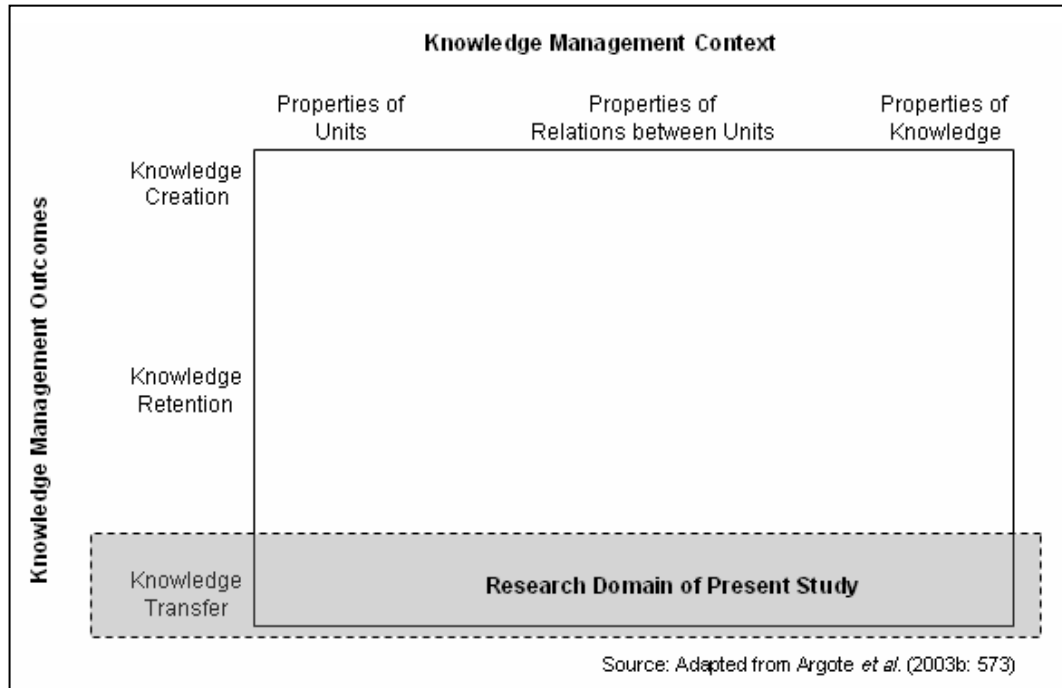 Knowledge Management Context
Properties of
Units
Properties of
Relations between Units
Properties of
Knowledge
Knowledge Management Outcomes
Knowledge
Creation
Knowledge
Retention
Knowledge
Transfer
Research Domain of Present Study
Source: Adapted from Argote et al. (2003b: 573)